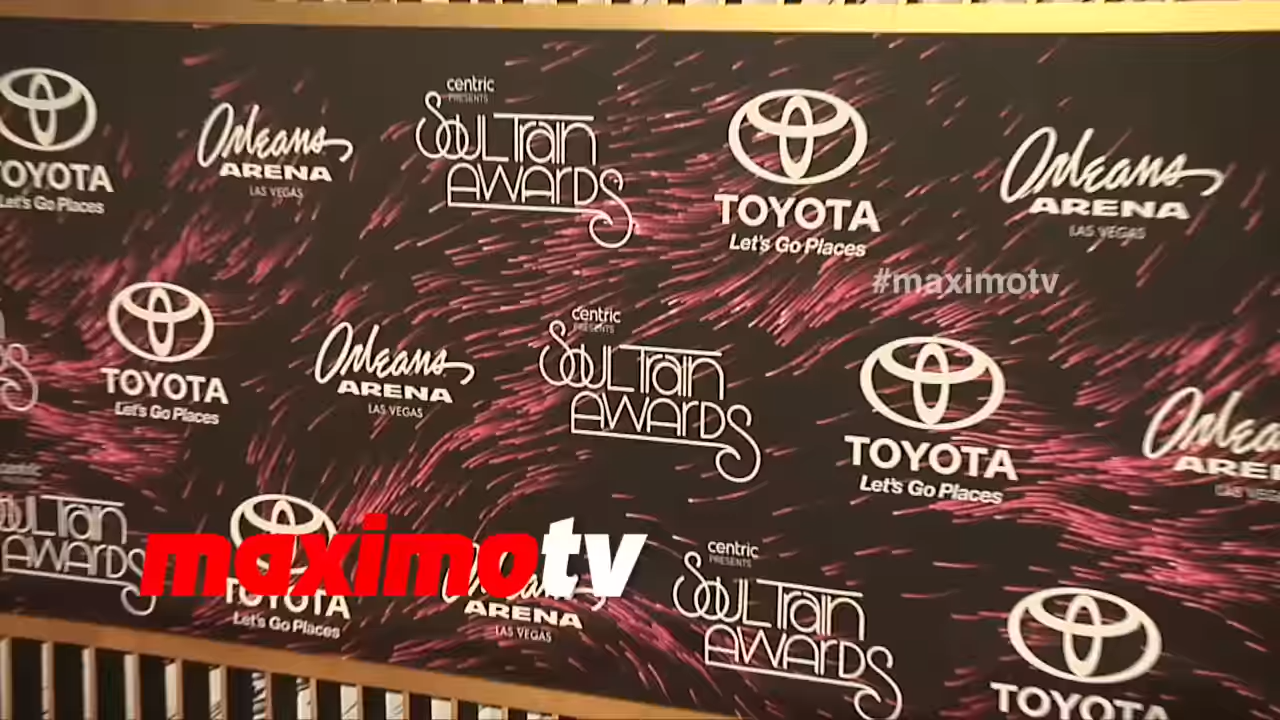 TOYOTA
Let's Go Places
Orleans
ARENA
LAS VEGAS
centric
PRESENTS
Soul Train
AWARDS
TOYOTA
Let's Go Places
Orleans
ARENA
LAS VEGAS
#maximotv
TOYOTA
Let's Go Places
Orleans
ARENA
LAS VEGAS
centric
PRESENTS
Soul Train
AWARDS
TOYOTA
Let's Go Places
ARE
centric
AWARDS
TOYOTA
Let's Go Places
maximotv
ARENA
LAS VEGAS
centric
PRESENTS
Soul Train
AWARDS
TOYOTA